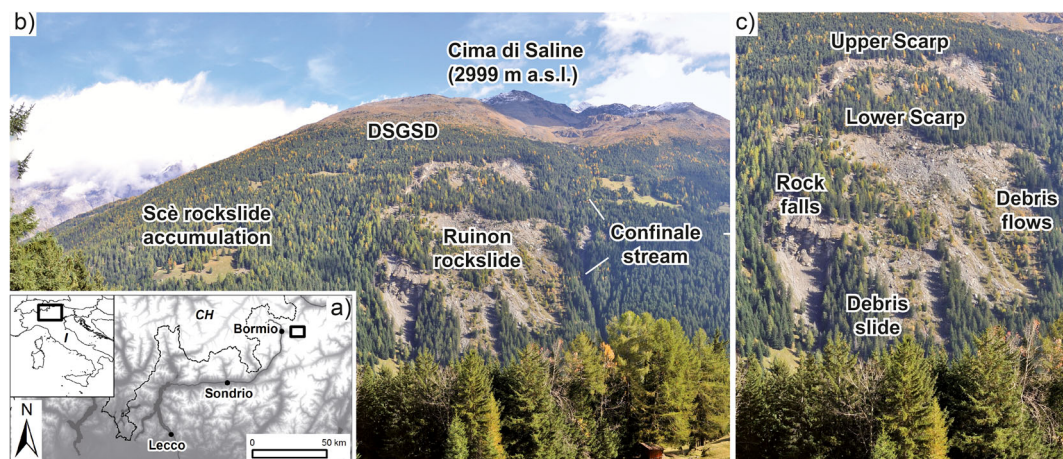 b)
Cima di Saline
(2999 m a.s.l.)
DSGSD
Scè rockslide
accumulation
Ruinon
rockslide
Confinale
stream
a)
CH
Bormio
I
Sondrio
Lecco
N
0 50 km
c)
Upper Scarp
Lower Scarp
Rock
falls
Debris
flows
Debris
slide